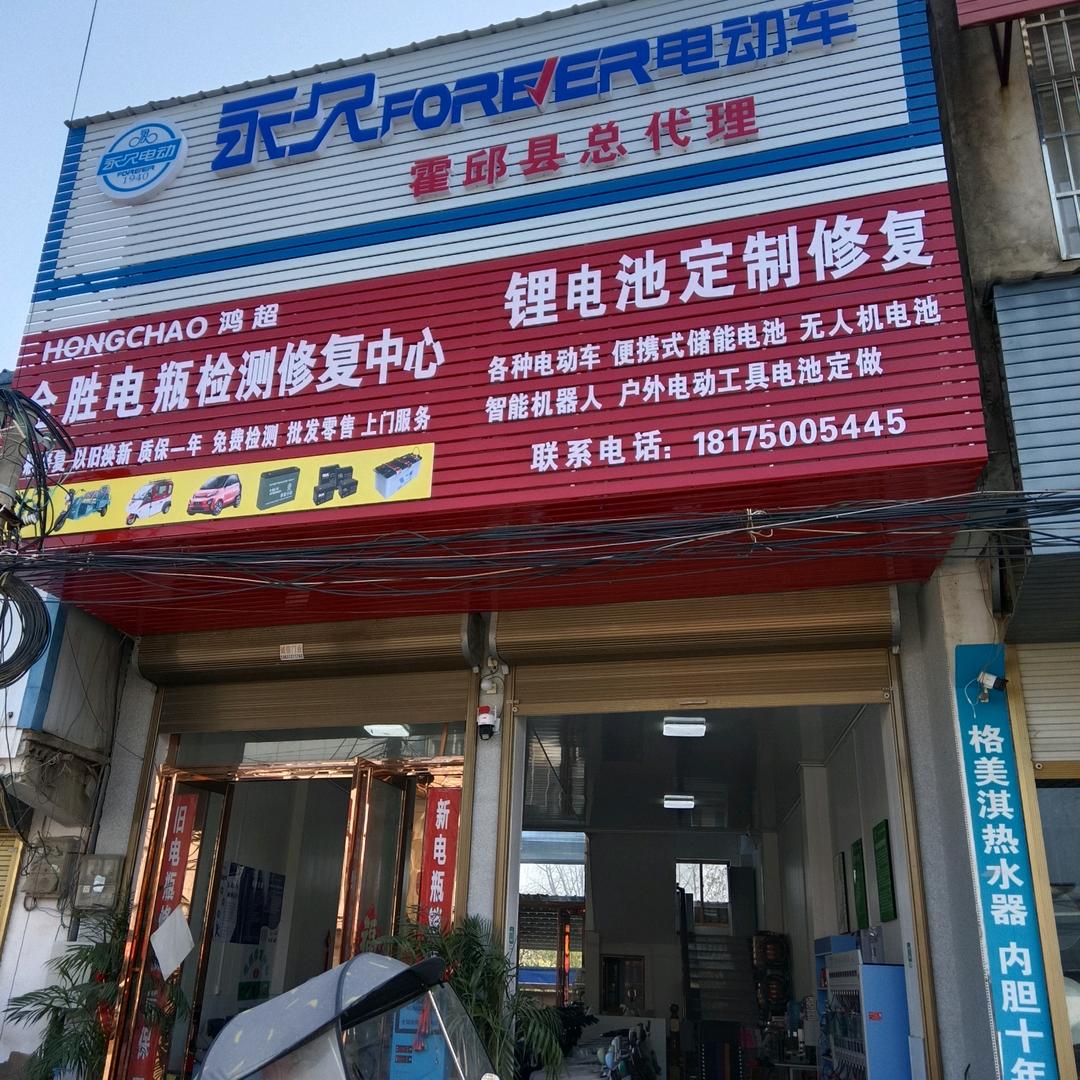 永久FOREVER电动车
永久电动
FOREVER
1940
霍邱县总代理
HONGCHAO 鸿超
胜电瓶检测修复中心
修复 以旧换新 质保一年 免费检测 批发零售 上门服务
锂电池定制修复
各种电动车 便携式储能电池 无人机电池
智能机器人 户外电动工具电池定做
联系电话：18175005445
旧电瓶
新电瓶
格美淇热水器 内胆十年